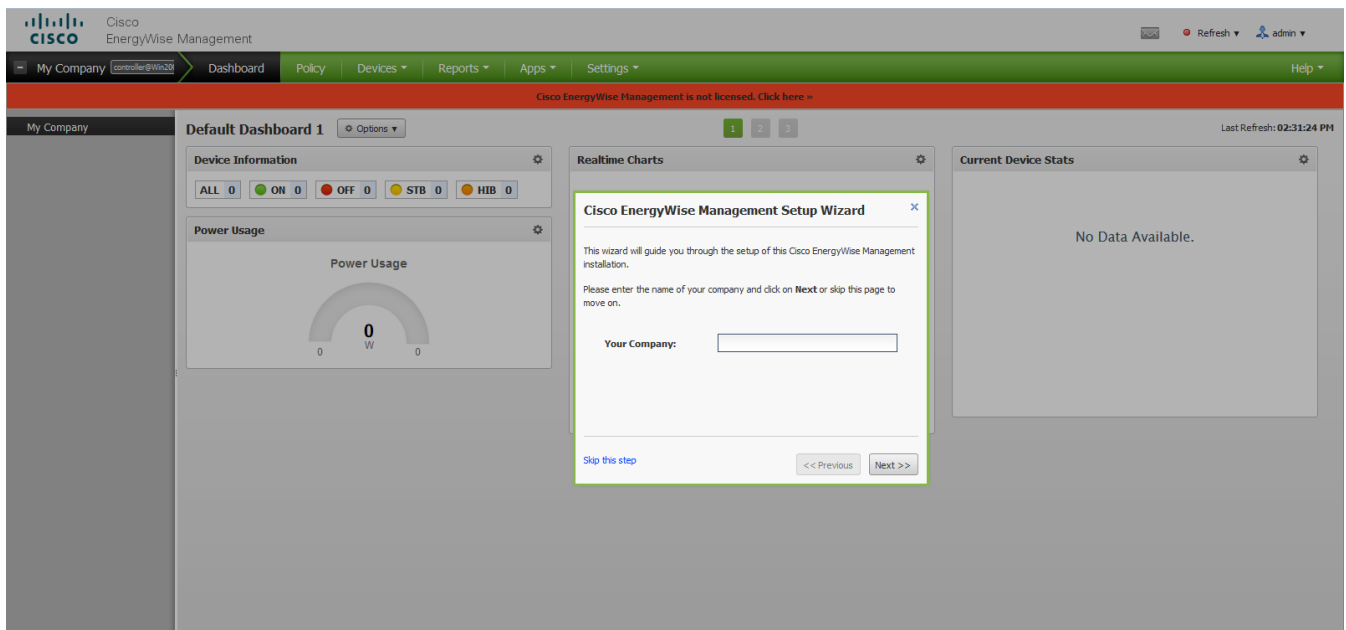 CISCO
Cisco
EnergyWise Management
Refresh ▾
admin ▾
My Company controller@Win20
Dashboard
Policy
Devices
Reports
Apps
Settings
Help
Cisco EnergyWise Management is not licensed. Click here »
My Company
Default Dashboard 1
Options ▾
1 2 3
Last Refresh: 02:31:24 PM
Device Information
ALL 0
ON 0
OFF 0
STB 0
HIB 0
Power Usage
Power Usage
0
W
0
0
Realtime Charts
Current Device Stats
No Data Available.
Cisco EnergyWise Management Setup Wizard
×
This wizard will guide you through the setup of this Cisco EnergyWise Management
installation.
Please enter the name of your company and click on Next or skip this page to
move on.
Your Company:
Skip this step
<< Previous
Next >>